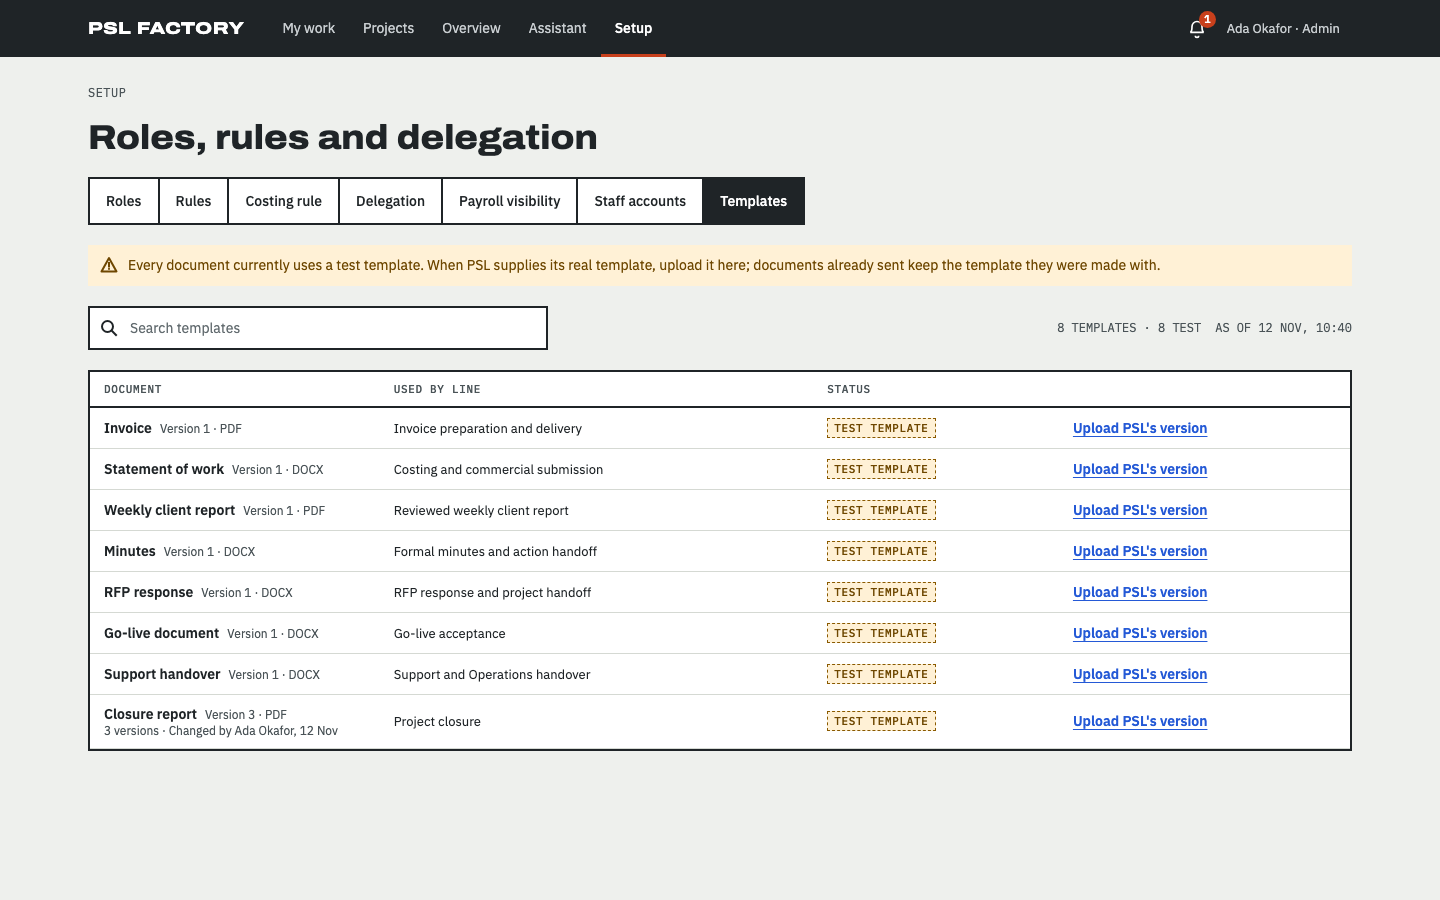 PSL FACTORY My work Projects Overview Assistant Setup 1 Ada Okafor · Admin
SETUP
Roles, rules and delegation
Roles Rules Costing rule Delegation Payroll visibility Staff accounts Templates
Every document currently uses a test template. When PSL supplies its real template, upload it here; documents already sent keep the template they were made with.
Search templates 8 TEMPLATES · 8 TEST AS OF 12 NOV, 10:40
DOCUMENT USED BY LINE STATUS
Invoice Version 1 · PDF Invoice preparation and delivery TEST TEMPLATE Upload PSL's version
Statement of work Version 1 · DOCX Costing and commercial submission TEST TEMPLATE Upload PSL's version
Weekly client report Version 1 · PDF Reviewed weekly client report TEST TEMPLATE Upload PSL's version
Minutes Version 1 · DOCX Formal minutes and action handoff TEST TEMPLATE Upload PSL's version
RFP response Version 1 · DOCX RFP response and project handoff TEST TEMPLATE Upload PSL's version
Go-live document Version 1 · DOCX Go-live acceptance TEST TEMPLATE Upload PSL's version
Support handover Version 1 · DOCX Support and Operations handover TEST TEMPLATE Upload PSL's version
Closure report Version 3 · PDF Project closure TEST TEMPLATE Upload PSL's version
3 versions · Changed by Ada Okafor, 12 Nov